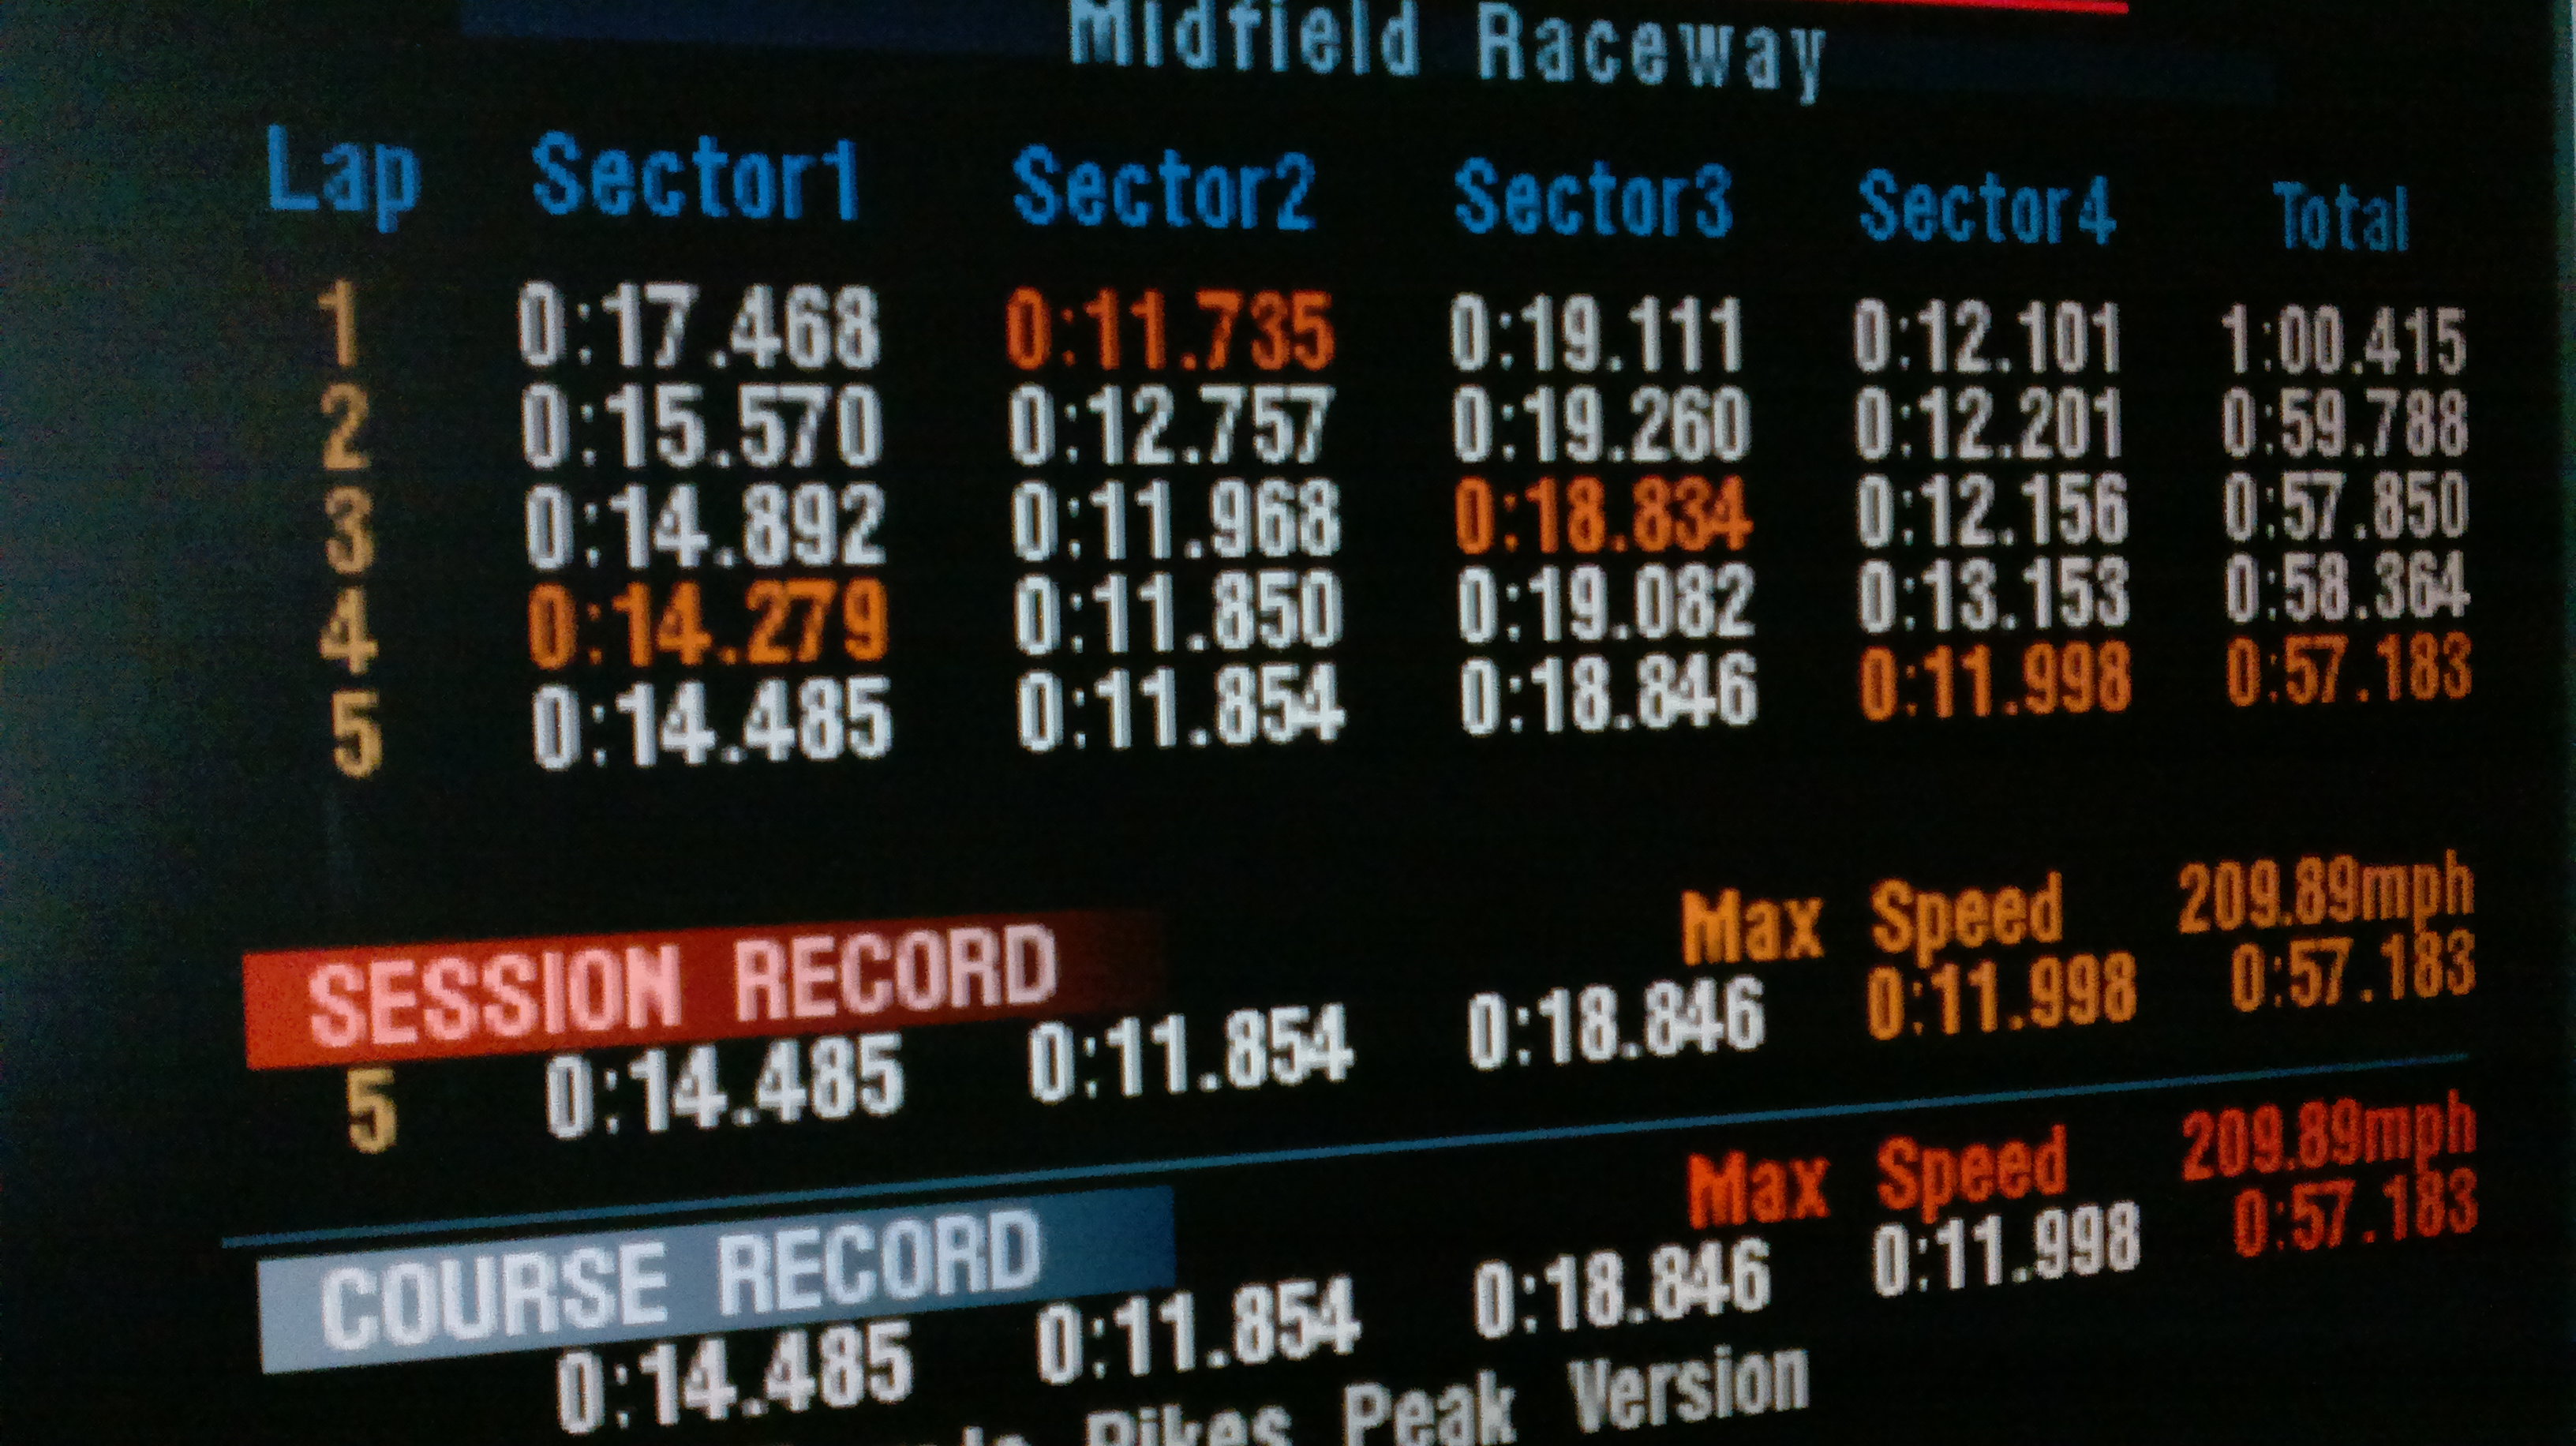 Midfield Raceway
Lap Sector1 Sector2 Sector3 Sector4 Total
1 0:17.468 0:11.735 0:19.111 0:12.101 1:00.415
2 0:15.570 0:12.757 0:19.260 0:12.201 0:59.788
3 0:14.892 0:11.968 0:18.834 0:12.156 0:57.850
4 0:14.279 0:11.850 0:19.082 0:13.153 0:58.364
5 0:14.485 0:11.854 0:18.846 0:11.998 0:57.183
SESSION RECORD Max Speed 209.89mph
5 0:14.485 0:11.854 0:18.846 0:11.998 0:57.183
COURSE RECORD Max Speed 209.89mph
0:14.485 0:11.854 0:18.846 0:11.998 0:57.183
Pikes Peak Version